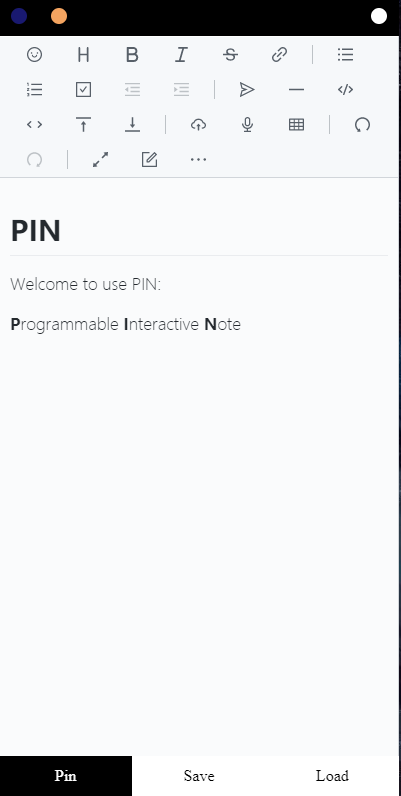 PIN
Welcome to use PIN:
Programmable Interactive Note
Pin Save Load